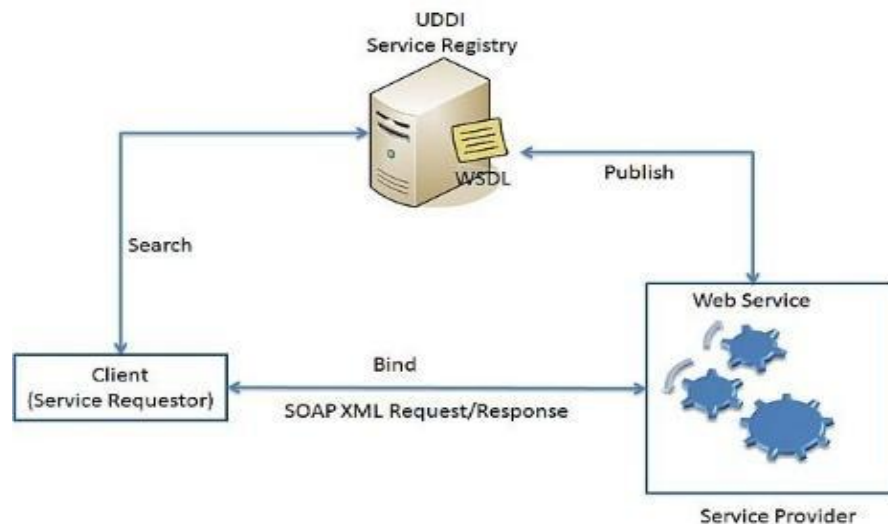 UDDI
Service Registry
WSDL
Publish
Search
Web Service
Client
(Service Requestor)
Bind
SOAP XML Request/Response
Service Provider